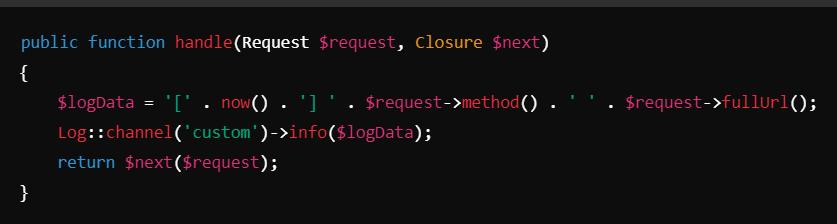 public function handle(Request $request, Closure $next)
{
    $logData = '[' . now() . '] ' . $request->method() . ' ' . $request->fullUrl();
    Log::channel('custom')->info($logData);
    return $next($request);
}